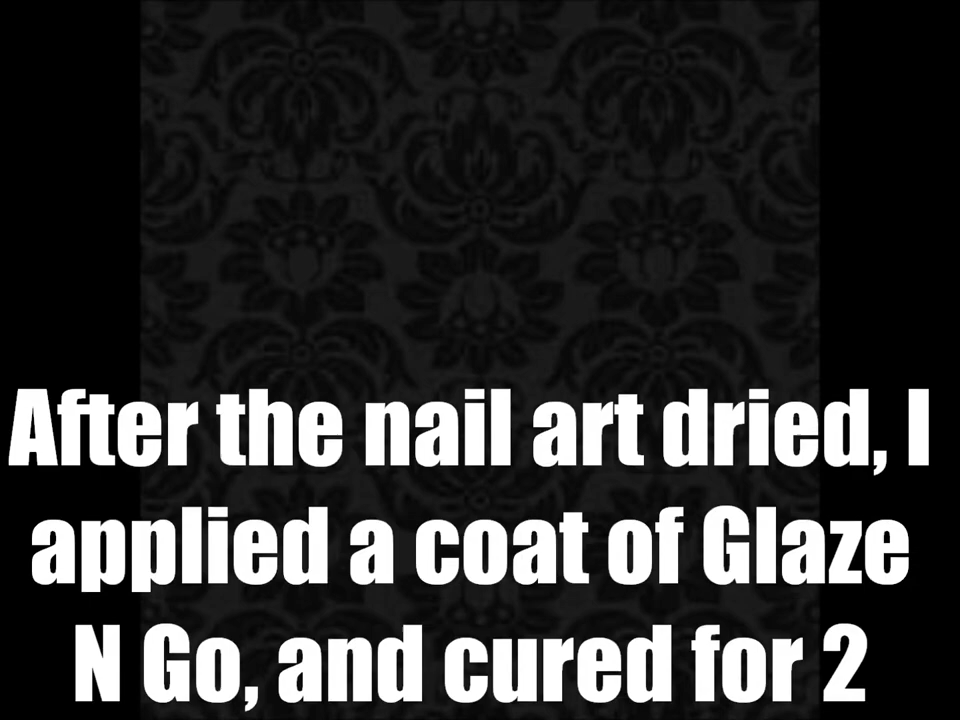 After the nail art dried, I
applied a coat of Glaze
N Go, and cured for 2